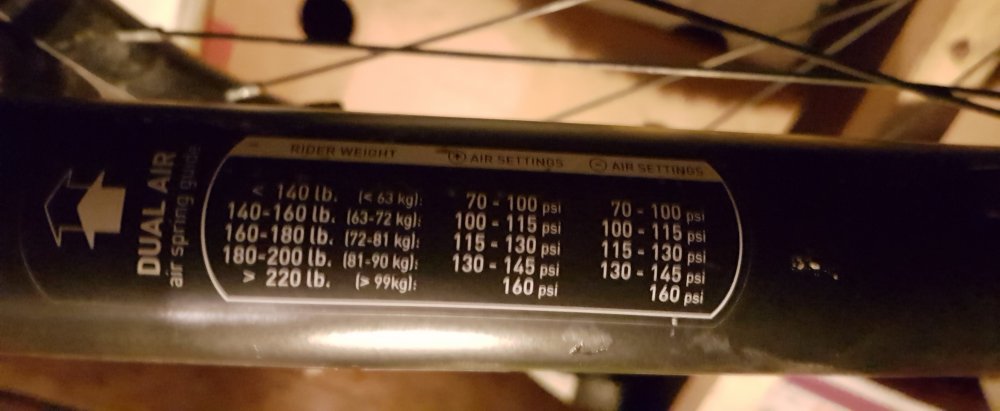 DUAL AIR
air spring guide
RIDER WEIGHT + AIR SETTINGS - AIR SETTINGS
< 140 lb. (< 63 kg): 70 - 100 psi 70 - 100 psi
140-160 lb. (63-72 kg): 100 - 115 psi 100 - 115 psi
160-180 lb. (72-81 kg): 115 - 130 psi 115 - 130 psi
180-200 lb. (81-90 kg): 130 - 145 psi 130 - 145 psi
> 220 lb. (> 99kg): 160 psi 160 psi